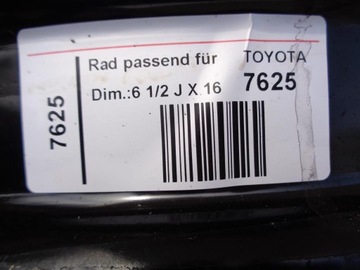 7625
Rad passend für TOYOTA
Dim.:6 1/2 J X 16 7625